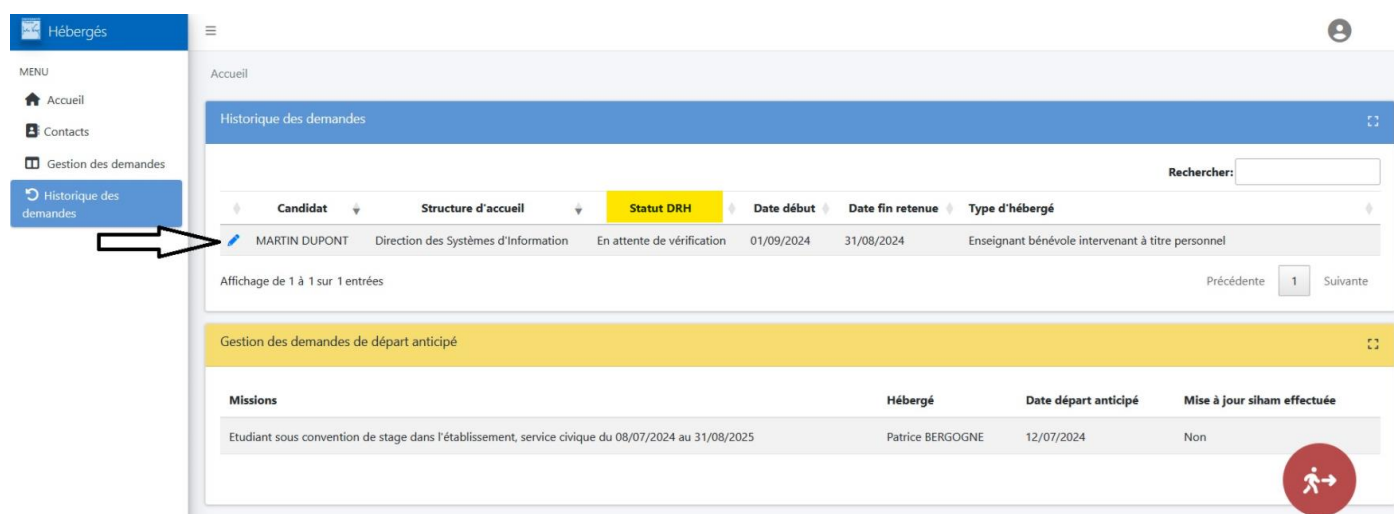 Hébergés
MENU
Accueil
Contacts
Gestion des demandes
Historique des
demandes
Accueil
Historique des demandes
Rechercher:
Candidat Structure d'accueil Statut DRH Date début Date fin retenue Type d'hébergé
MARTIN DUPONT Direction des Systèmes d'Information En attente de vérification 01/09/2024 31/08/2024 Enseignant bénévole intervenant à titre personnel
Affichage de 1 à 1 sur 1 entrées Précédente 1 Suivante
Gestion des demandes de départ anticipé
Missions Hébergé Date départ anticipé Mise à jour siham effectuée
Etudiant sous convention de stage dans l'établissement, service civique du 08/07/2024 au 31/08/2025 Patrice BERGOGNE 12/07/2024 Non